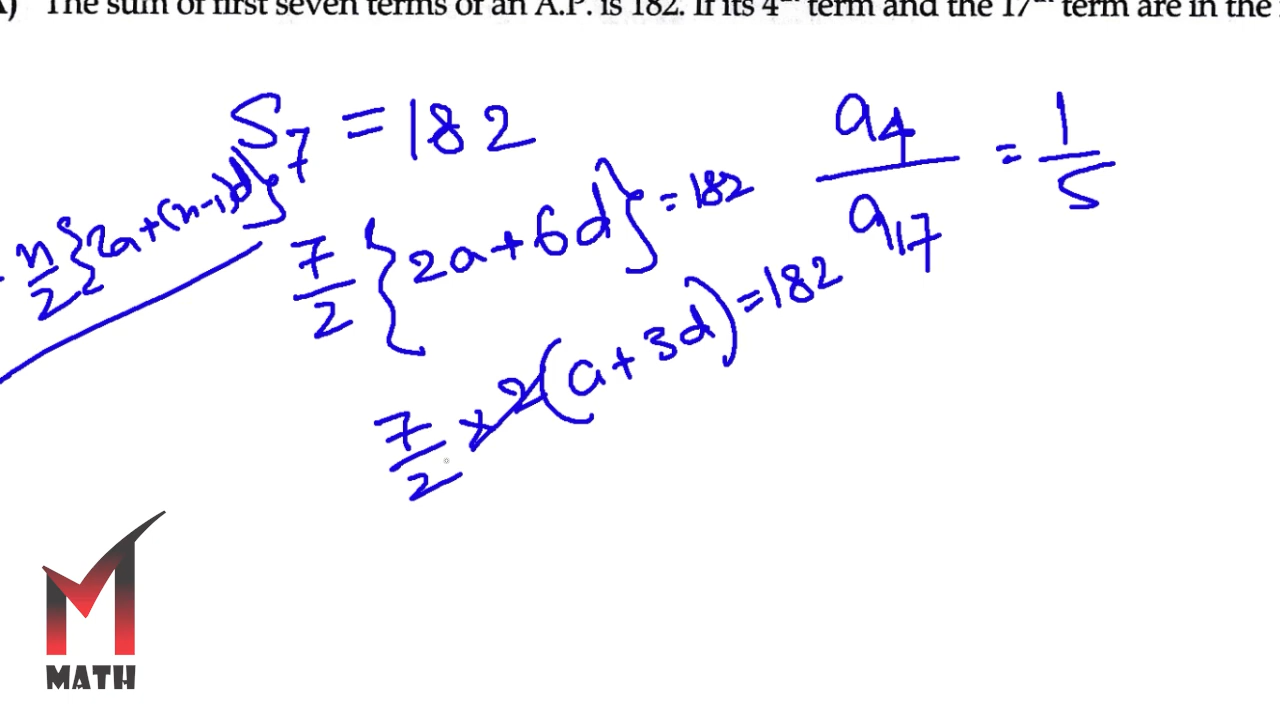 The sum of first seven terms of an A.P. is 182. If its 4th term and the 17th term are in the
S7 = 182
a4/a17 = 1/5
n/2{2a+(n-1)d}
7/2{2a+6d} = 182
7/2 × 2(a+3d) = 182
MATH